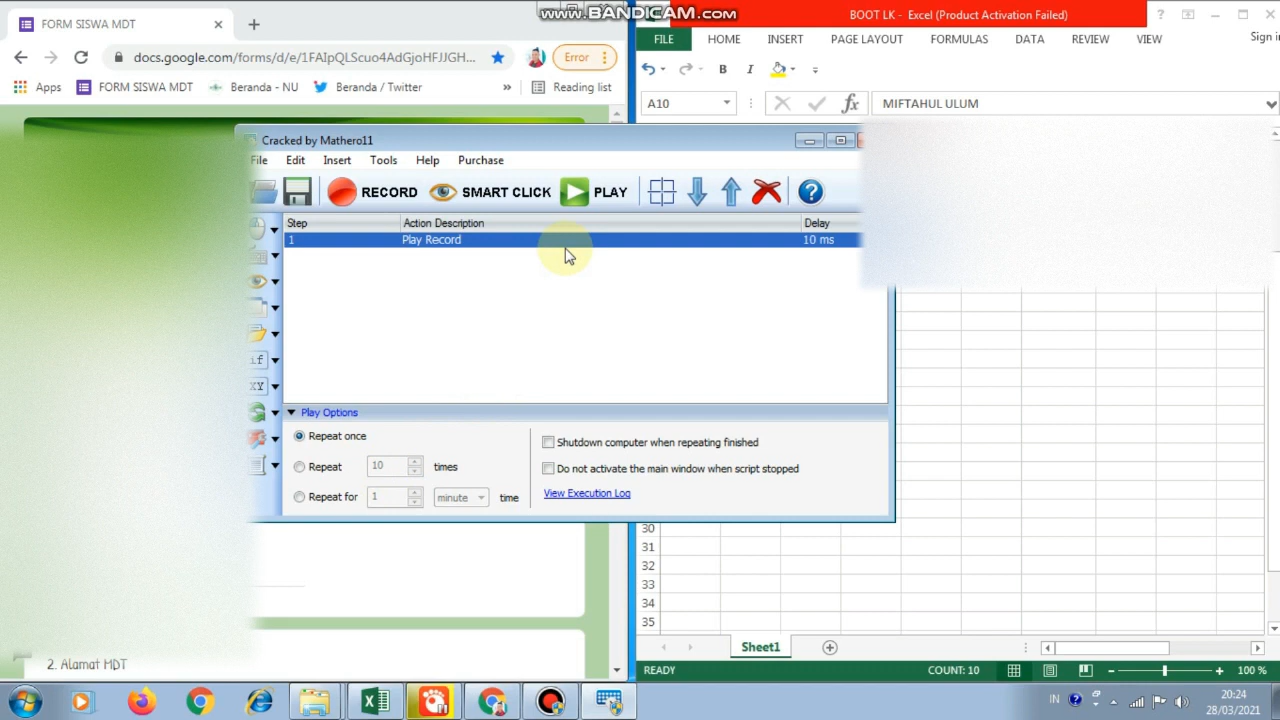 www.BANDICAM.com
FORM SISWA MDT
docs.google.com/forms/d/e/1FAIpQLScuo4AdGjoHFJJGH...
Error
Apps
FORM SISWA MDT
Beranda - NU
Beranda / Twitter
»
Reading list
2. Alamat MDT
BOOT LK - Excel (Product Activation Failed)
FILE HOME INSERT PAGE LAYOUT FORMULAS DATA REVIEW VIEW Sign in
B I
A10 fx MIFTAHUL ULUM
Cracked by Mathero11
File Edit Insert Tools Help Purchase
RECORD SMART CLICK PLAY
Step Action Description Delay
1 Play Record 10 ms
if
XY
Play Options
Repeat once
Repeat 10 times
Repeat for 1 minute time
Shutdown computer when repeating finished
Do not activate the main window when script stopped
View Execution Log
30
31
32
33
34
35
Sheet1
READY COUNT: 10 100 %
IN
20:24
28/03/2021